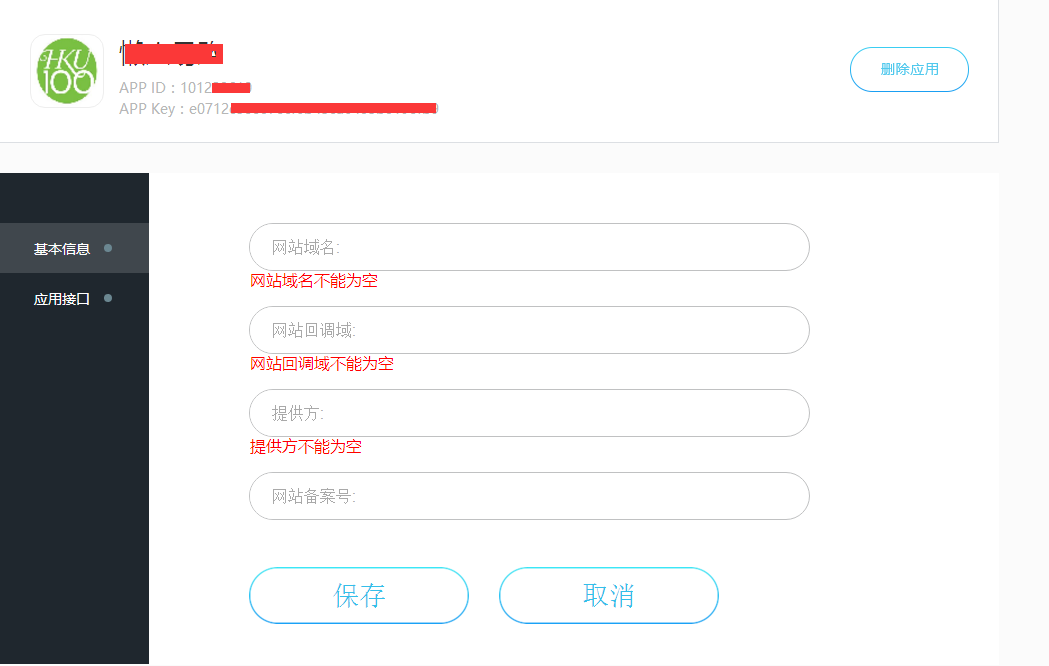 HKU
100
删除应用
APP ID：1012
APP Key：e0712
基本信息
应用接口
网站域名:
网站域名不能为空
网站回调域:
网站回调域不能为空
提供方:
提供方不能为空
网站备案号:
保存
取消